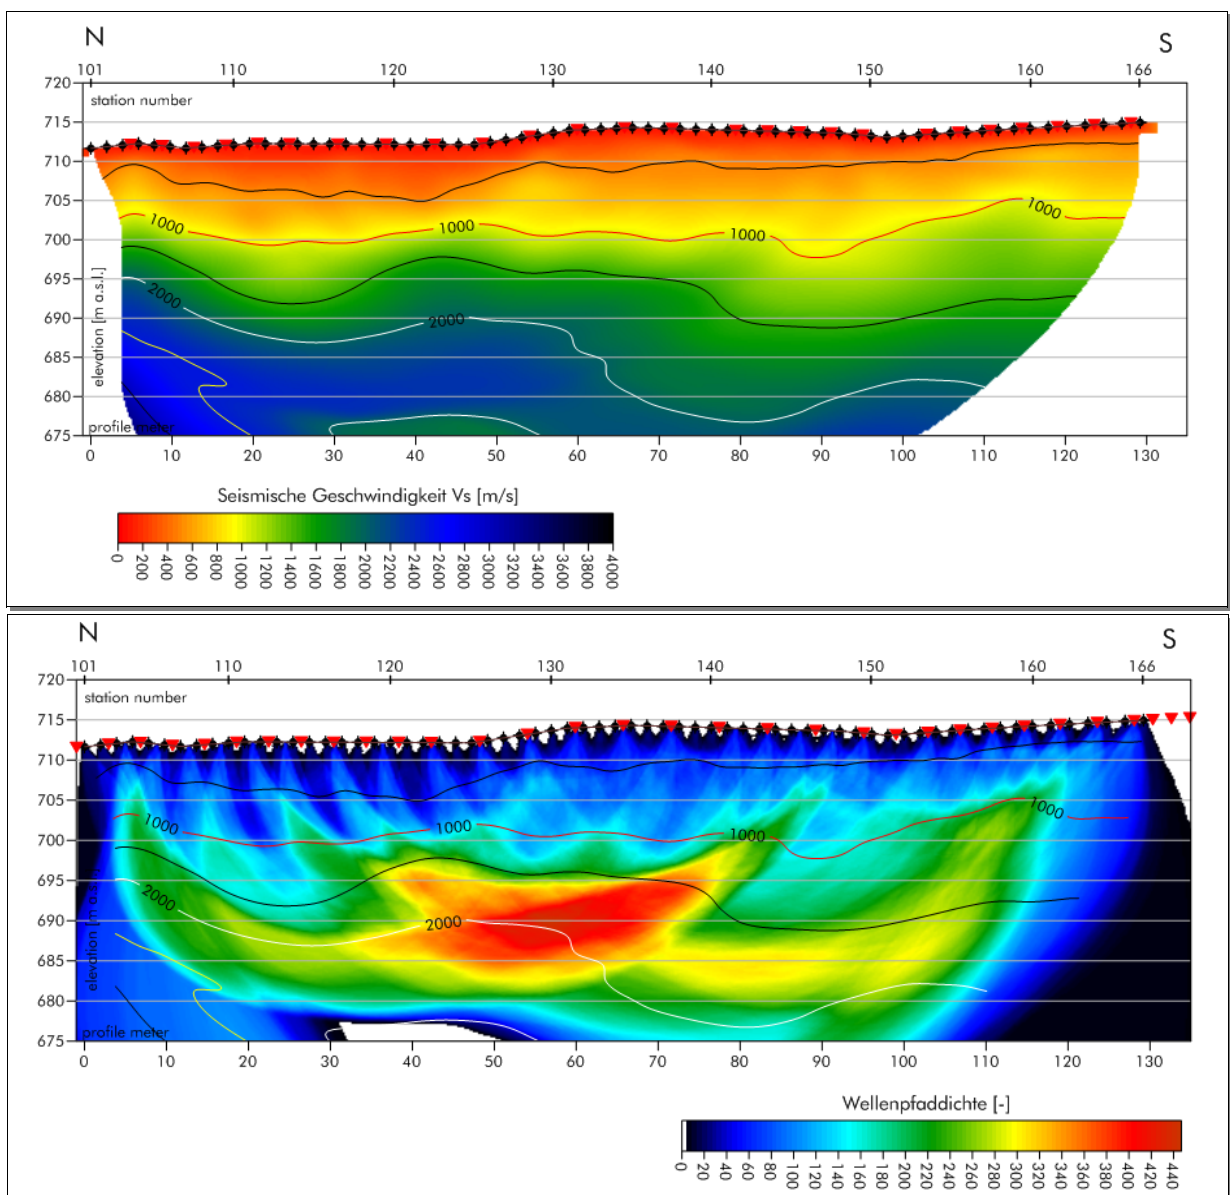 N
S
101 110 120 130 140 150 160 166
720
station number
715
710
705
1000 1000 1000 1000
700
695
2000
690 2000
685
680
elevation [m a.s.l.]
profile meter
675
0 10 20 30 40 50 60 70 80 90 100 110 120 130
Seismische Geschwindigkeit Vs [m/s]
0 200 400 600 800 1000 1200 1400 1600 1800 2000 2200 2400 2600 2800 3000 3200 3400 3600 3800 4000
N
S
101 110 120 130 140 150 160 166
720
station number
715
710
705
1000 1000 1000 1000
700
695
2000
690 2000
685
680
elevation [m a.s.l.]
profile meter
675
0 10 20 30 40 50 60 70 80 90 100 110 120 130
Wellenpfaddichte [-]
0 20 40 60 80 100 120 140 160 180 200 220 240 260 280 300 320 340 360 380 400 420 440